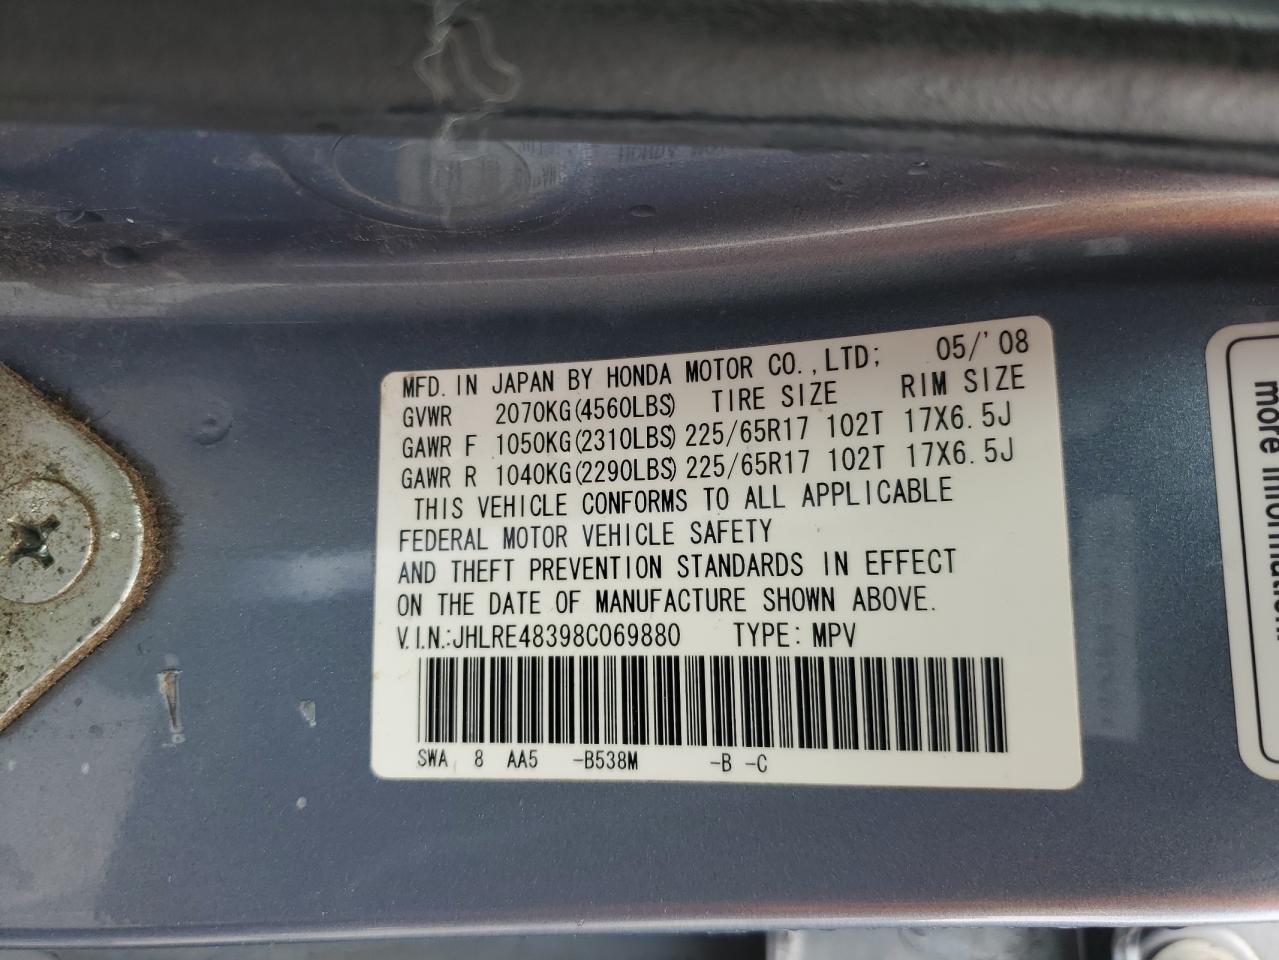 MFD. IN JAPAN BY HONDA MOTOR CO.,LTD; 05/'08
GVWR 2070KG(4560LBS) TIRE SIZE RIM SIZE
GAWR F 1050KG(2310LBS) 225/65R17 102T 17X6.5J
GAWR R 1040KG(2290LBS) 225/65R17 102T 17X6.5J
THIS VEHICLE CONFORMS TO ALL APPLICABLE
FEDERAL MOTOR VEHICLE SAFETY
AND THEFT PREVENTION STANDARDS IN EFFECT
ON THE DATE OF MANUFACTURE SHOWN ABOVE.
V.I.N.:JHLRE48398C069880 TYPE: MPV
SWA 8 AA5 -B538M -B -C
more information.